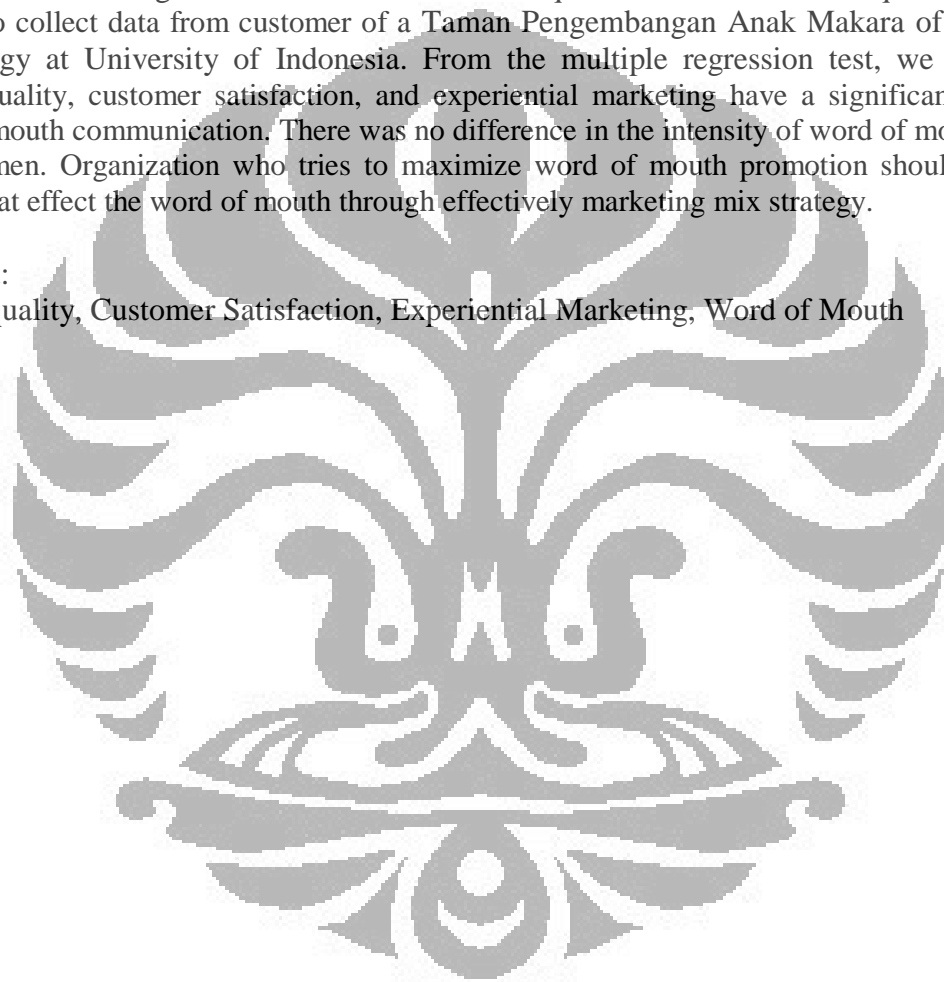 collect data from customer of a Taman Pengembangan Anak Makara of
gy at University of Indonesia. From the multiple regression test, we
uality, customer satisfaction, and experiential marketing have a significan
mouth communication. There was no difference in the intensity of word of mo
men. Organization who tries to maximize word of mouth promotion shoul
at effect the word of mouth through effectively marketing mix strategy.
:
quality, Customer Satisfaction, Experiential Marketing, Word of Mouth